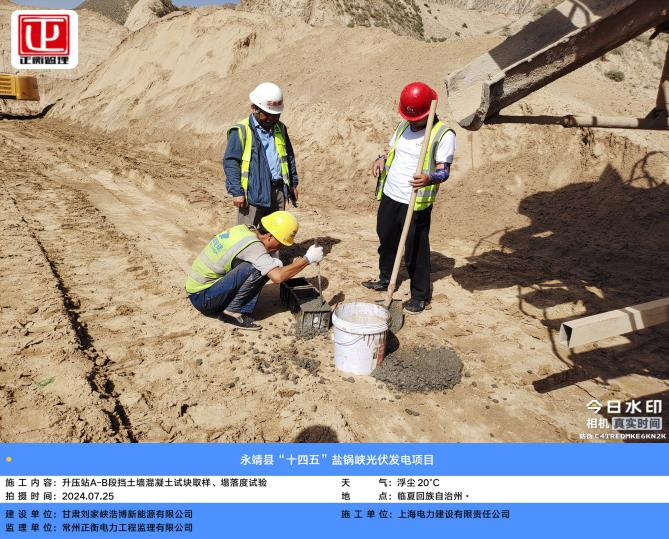 正衡监理
今日水印
相机 真实时间
防伪 C4TREDMKE6KN2K
永靖县“十四五”盐锅峡光伏发电项目
施工内容：升压站A-B段挡土墙混凝土试块取样、塌落度试验
天 气：浮尘 20℃
拍摄时间：2024.07.25
地 点：临夏回族自治州·
建设单位：甘肃刘家峡浩博新能源有限公司
施工单位：上海电力建设有限责任公司
监理单位：常州正衡电力工程监理有限公司